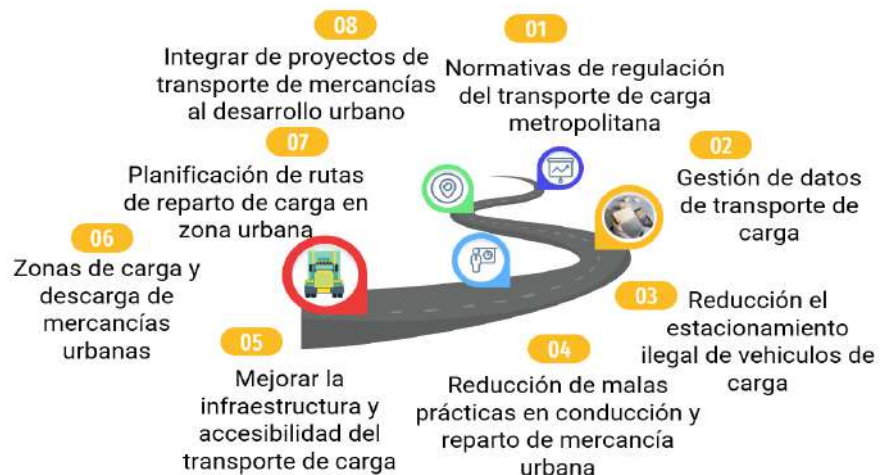 01
Normativas de regulación
del transporte de carga
metropolitana
02
Gestión de datos
de transporte de
carga
03
Reducción el
estacionamiento
ilegal de vehiculos de
carga
04
Reducción de malas
prácticas en conducción y
reparto de mercancía
urbana
05
Mejorar la
infraestructura y
accesibilidad del
transporte de carga
06
Zonas de carga y
descarga de
mercancías
urbanas
07
Planificación de rutas
de reparto de carga en
zona urbana
08
Integrar de proyectos de
transporte de mercancías
al desarrollo urbano